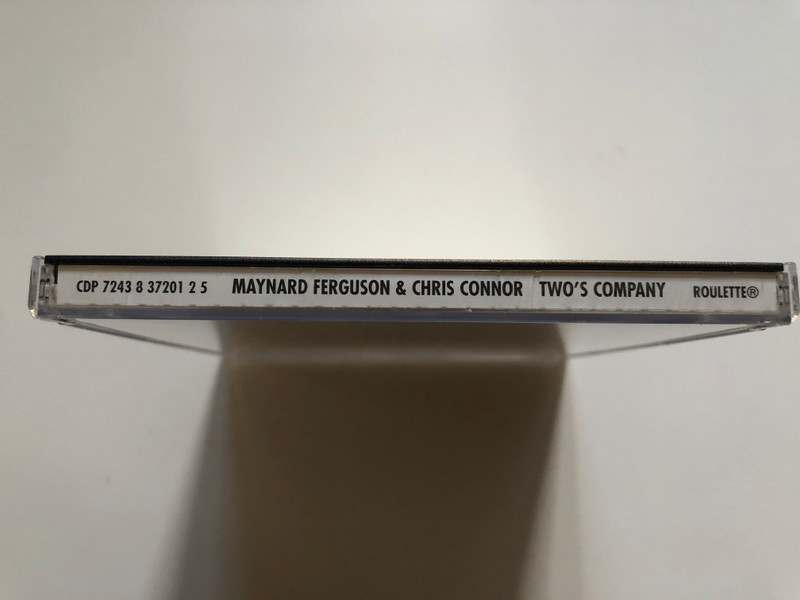 CDP 7243 8 37201 2 5 MAYNARD FERGUSON & CHRIS CONNOR TWO'S COMPANY ROULETTE®